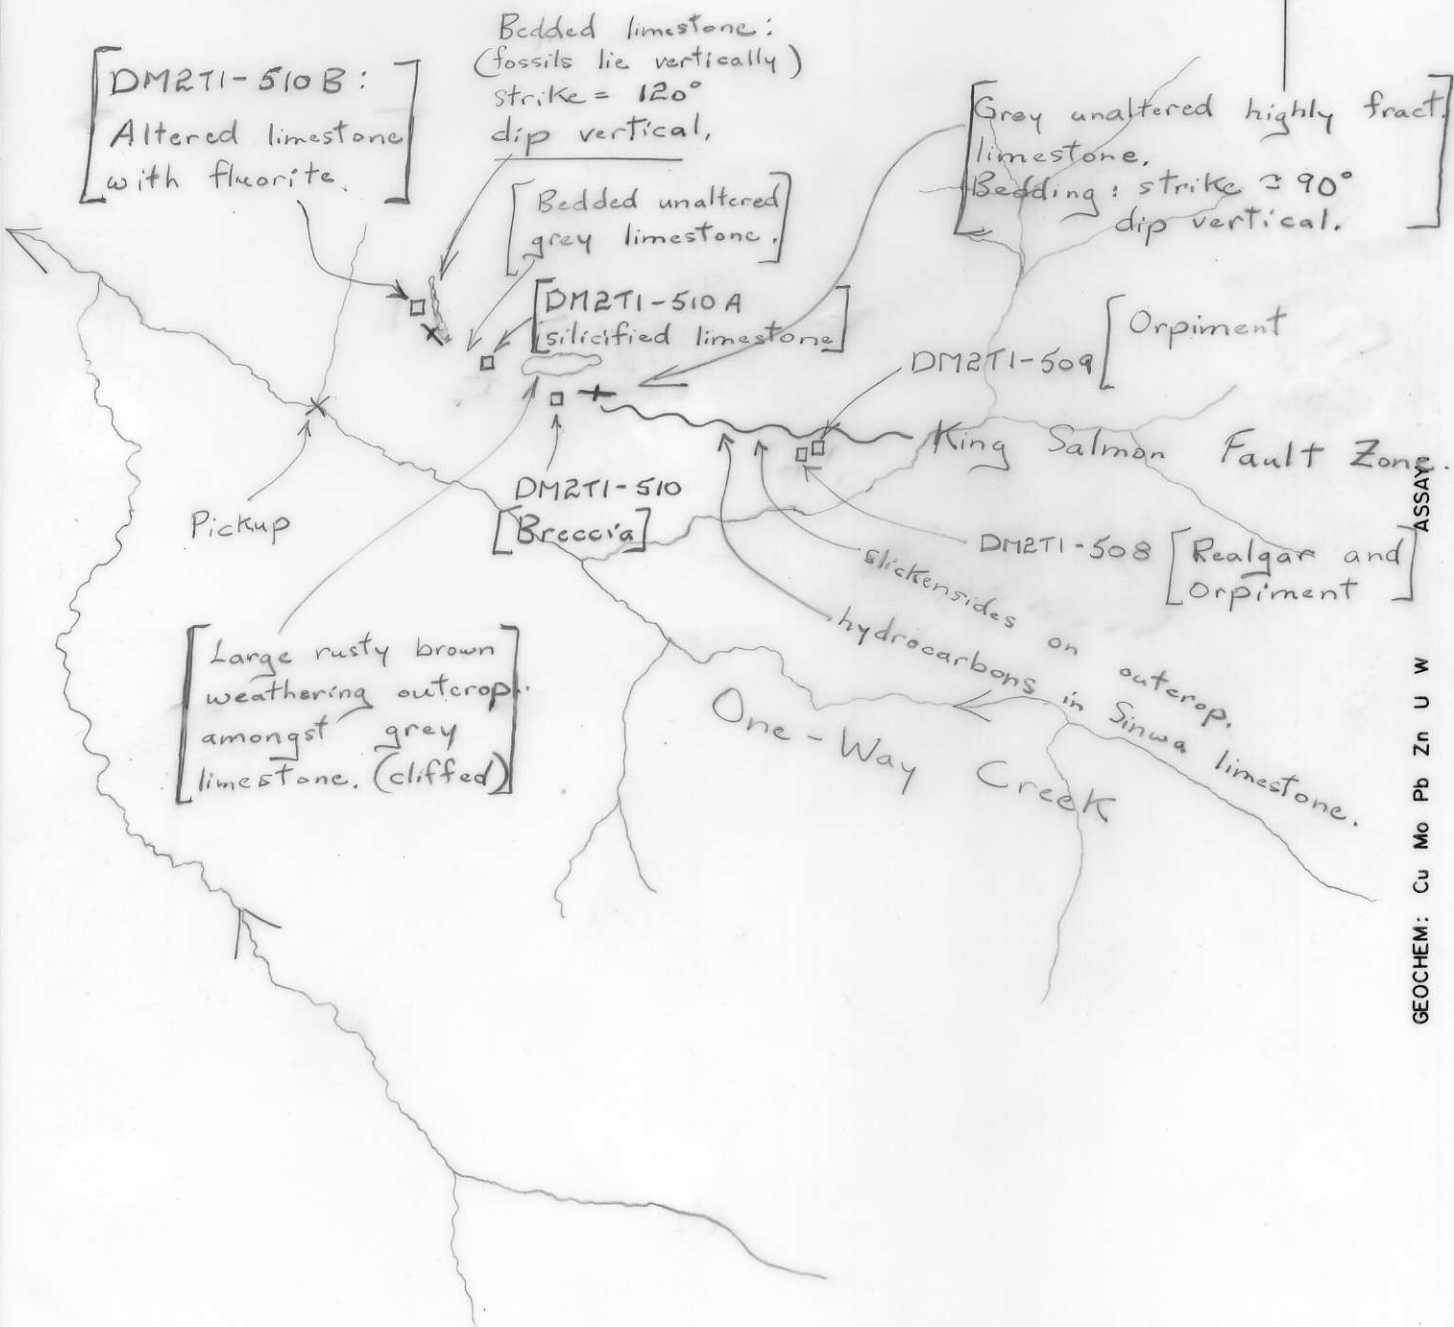 Bedded limestone:
(fossils lie vertically)
strike = 120°
dip vertical.
DM2T1-510B:
Altered limestone
with fluorite.
Bedded unaltered
grey limestone.
Grey unaltered highly fract.
limestone.
Bedding: strike ≃ 90°
dip vertical.
DM2T1-510A
silicified limestone
DM2T1-509
Orpiment
King Salmon Fault Zone.
Pickup
DM2T1-510
[Breccia]
DM2T1-508
Realgar and
Orpiment
slickensides on outcrop.
hydrocarbons in Sinwa limestone.
Large rusty brown
weathering outcrop.
amongst grey
limestone. (cliffed)
One-Way Creek
GEOCHEM: Cu Mo Pb Zn U W ASSAY